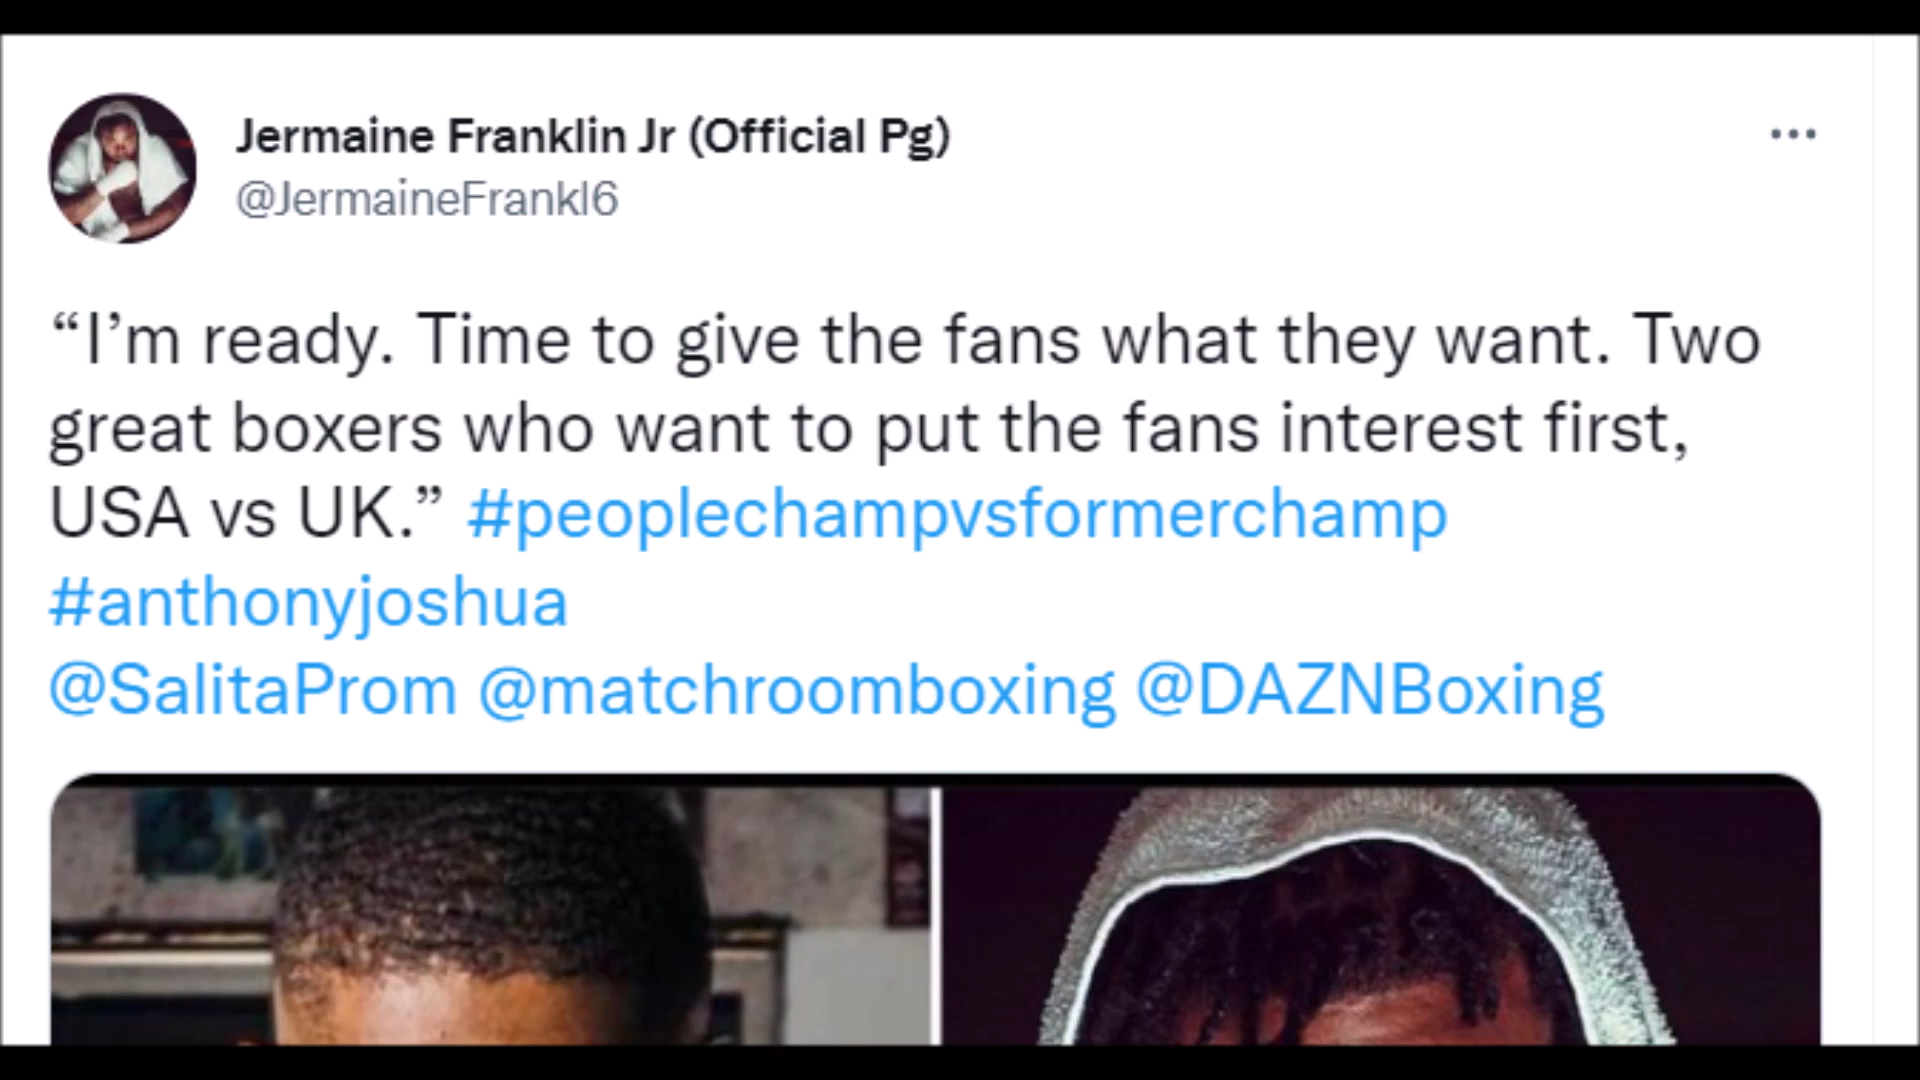 Jermaine Franklin Jr (Official Pg)
@JermaineFrankl6
“I’m ready. Time to give the fans what they want. Two
great boxers who want to put the fans interest first,
USA vs UK.” #peoplechampvsformerchamp
#anthonyjoshua
@SalitaProm @matchroomboxing @DAZNBoxing